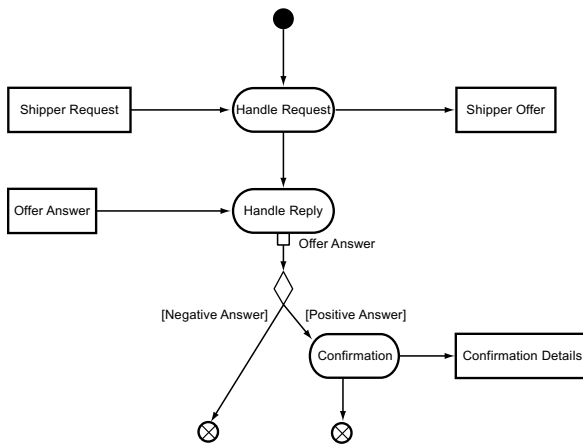 Shipper Request
Handle Request
Shipper Offer
Offer Answer
Handle Reply
Offer Answer
[Negative Answer]
[Positive Answer]
Confirmation
Confirmation Details